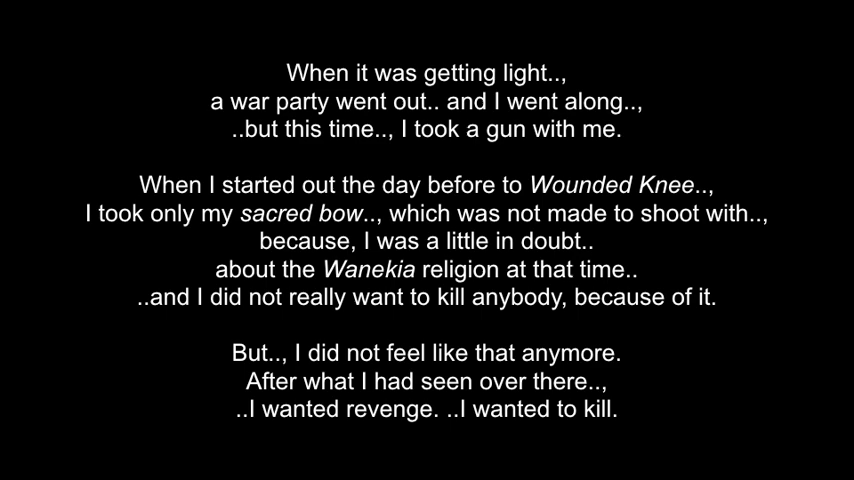 When it was getting light..,
a war party went out.. and I went along..,
..but this time.., I took a gun with me.
When I started out the day before to Wounded Knee..,
I took only my sacred bow.., which was not made to shoot with..,
because, I was a little in doubt..
about the Wanekia religion at that time..
..and I did not really want to kill anybody, because of it.
But.., I did not feel like that anymore.
After what I had seen over there..,
..I wanted revenge. ..I wanted to kill.